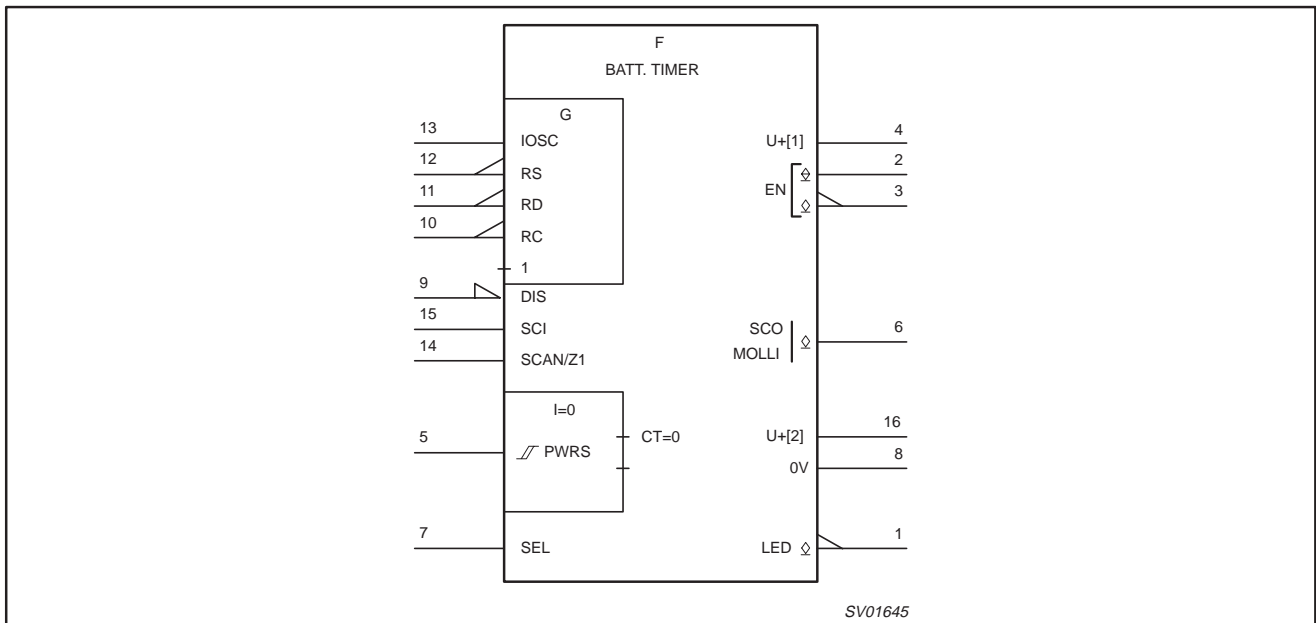 F
BATT. TIMER
G
13 IOSC U+[1] 4
12 RS 2
11 RD EN 3
10 RC
1
9 DIS
15 SCI SCO 6
14 SCAN/Z1 MOLLI
I=0
5 PWRS CT=0 U+[2] 16
0V 8
7 SEL LED 1
SV01645